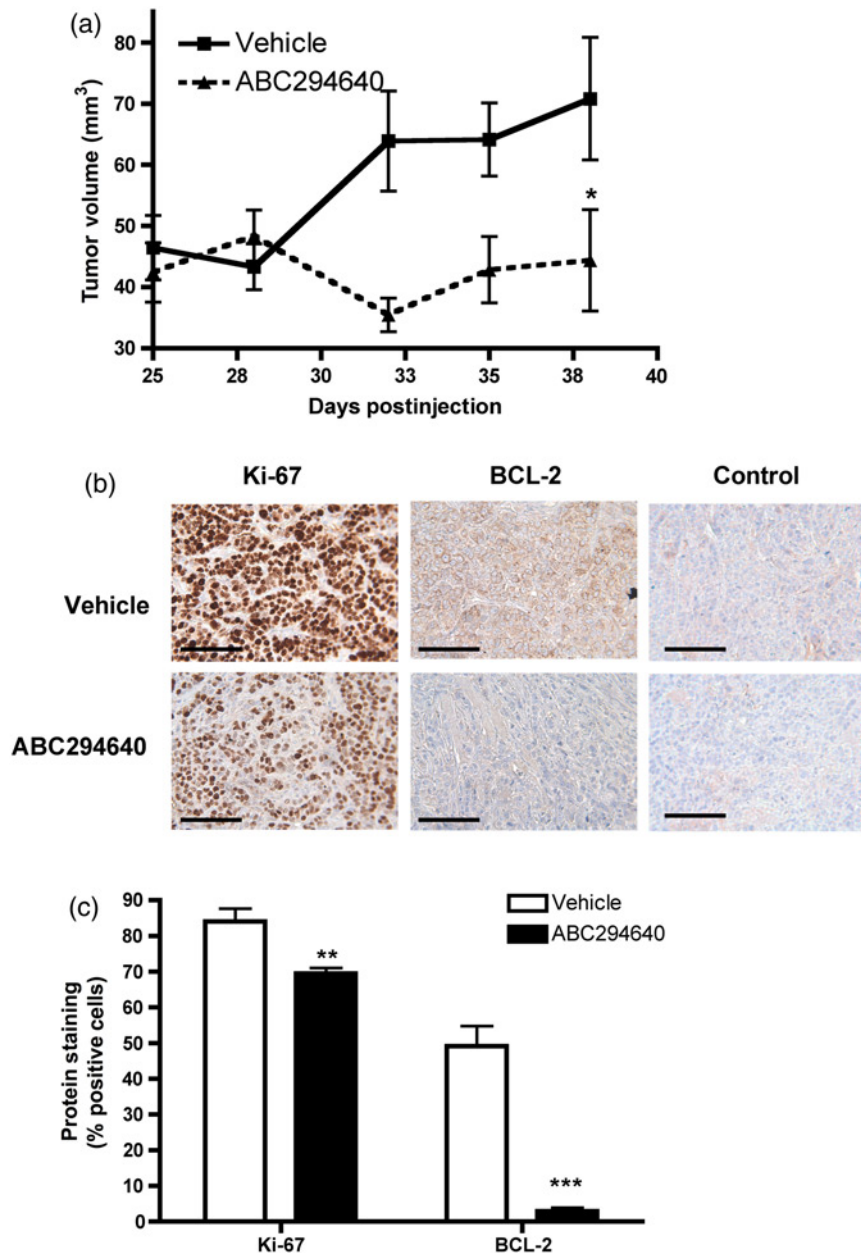 (a)
Vehicle
ABC294640
Tumor volume (mm³)
80
70
60
50
40
30
*
25
28
30
33
35
38
40
Days postinjection
(b)
Ki-67
BCL-2
Control
Vehicle
ABC294640
(c)
Vehicle
ABC294640
Protein staining
(% positive cells)
90
80
70
60
50
40
30
20
10
0
**
***
Ki-67
BCL-2